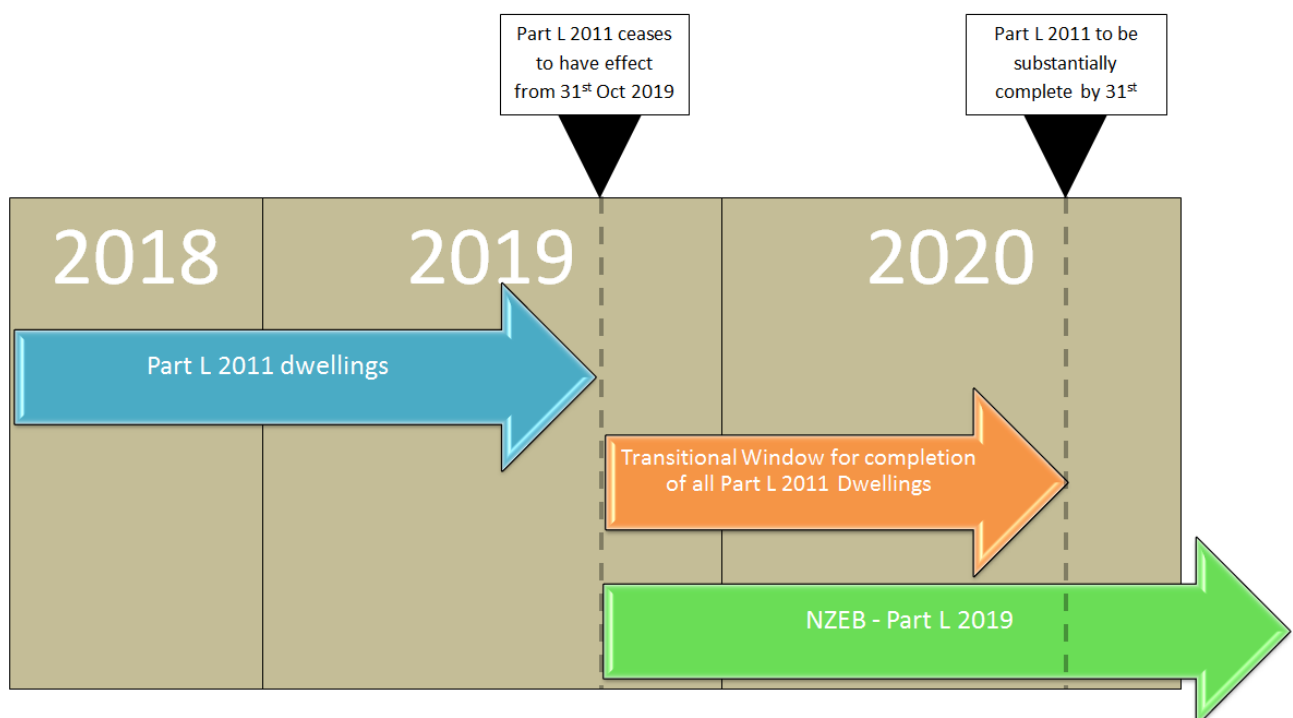 Part L 2011 ceases
to have effect
from 31st Oct 2019
Part L 2011 to be
substantially
complete by 31st
2018
2019
2020
Part L 2011 dwellings
Transitional Window for completion
of all Part L 2011 Dwellings
NZEB - Part L 2019